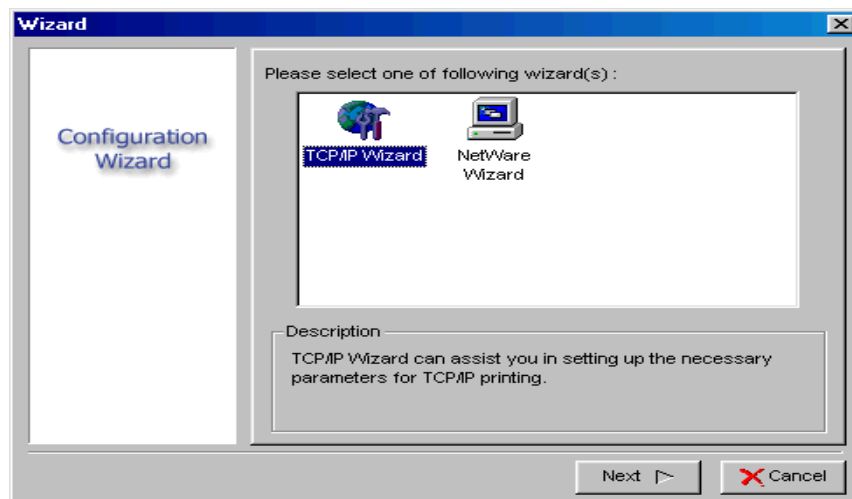 Wizard
Configuration
Wizard
Please select one of following wizard(s) :
TCP/IP Wizard
NetWare
Wizard
Description
TCP/IP Wizard can assist you in setting up the necessary
parameters for TCP/IP printing.
Next
Cancel